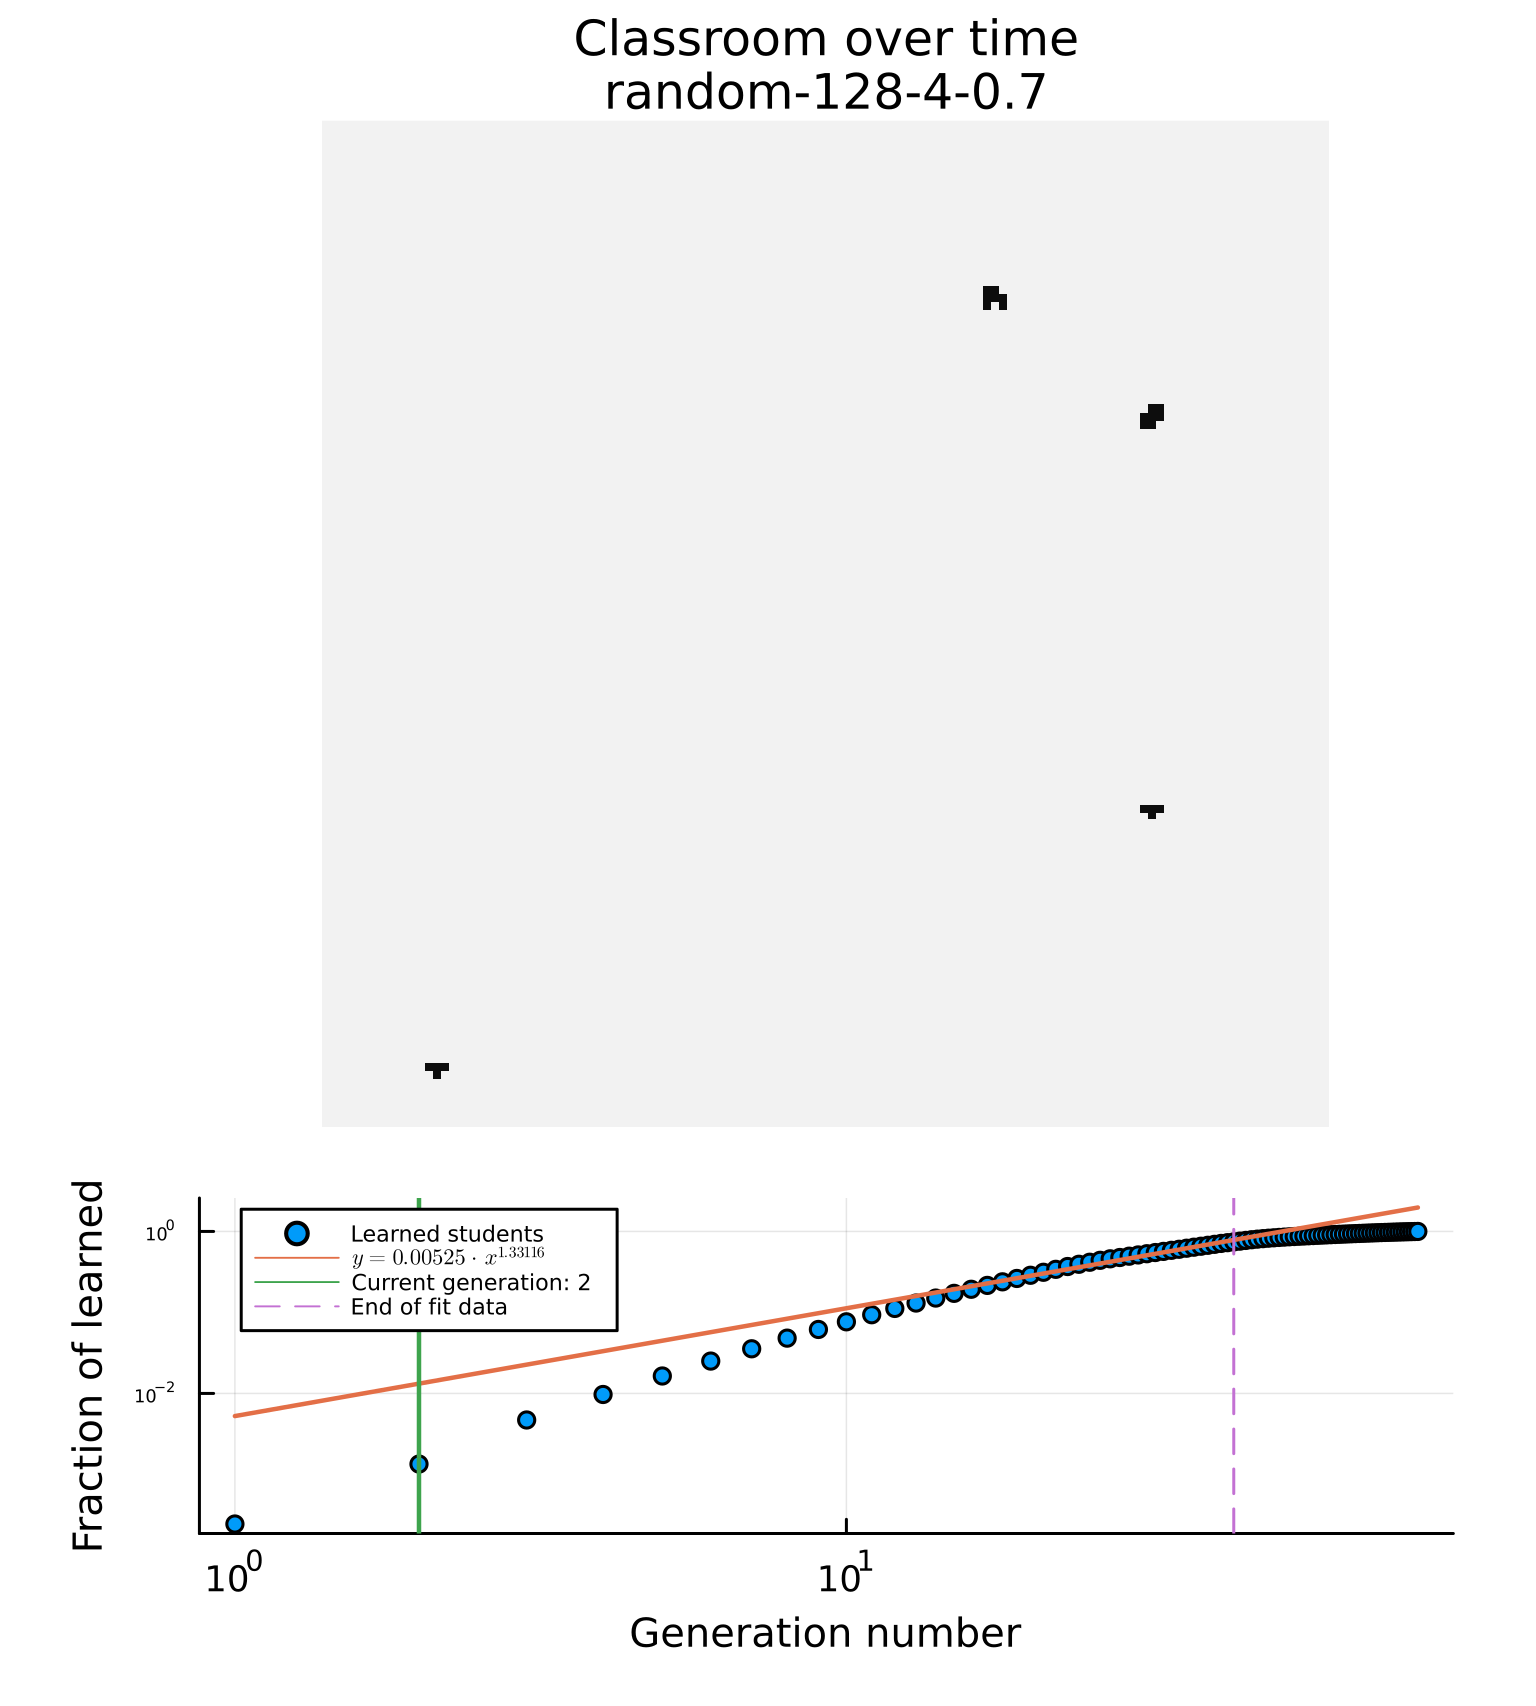 Classroom over time
random-128-4-0.7
Fraction of learned
10^0
10^-2
Learned students
y = 0.00525 · x^1.33116
Current generation: 2
End of fit data
10^0
10^1
Generation number